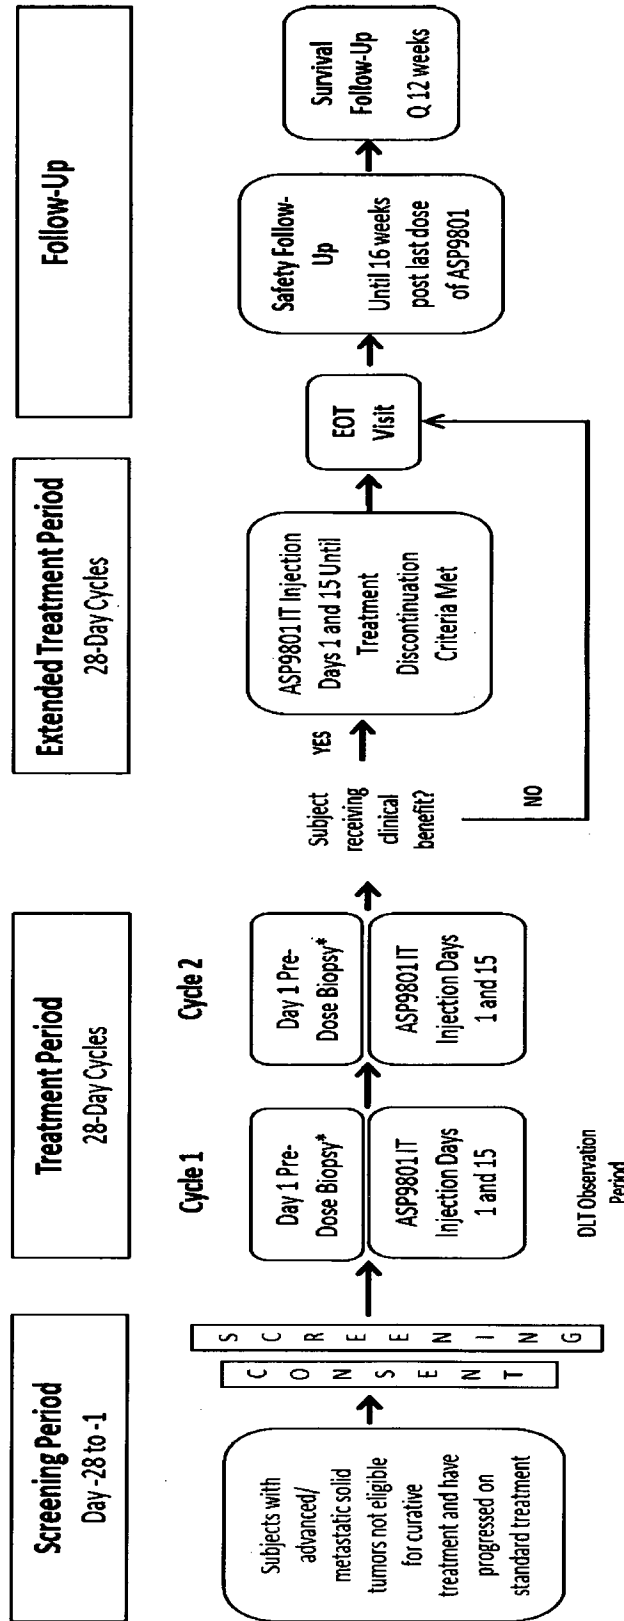 Screening Period
Day -28 to -1
Treatment Period
28-Day Cycles
Extended Treatment Period
28-Day Cycles
Follow-Up
Subjects with
advanced/
metastatic solid
tumors not eligible
for curative
treatment and have
progressed on
standard treatment
CONSENT
SCREENING
Cycle 1
Day 1 Pre-
Dose Biopsy*
ASP9801 IT
Injection Days
1 and 15
DLT Observation
Period
Cycle 2
Day 1 Pre-
Dose Biopsy*
ASP9801 IT
Injection Days
1 and 15
Subject
receiving
clinical
benefit?
YES
NO
ASP9801 IT Injection
Days 1 and 15 Until
Treatment
Discontinuation
Criteria Met
EOT
Visit
Safety Follow-
Up
Until 16 weeks
post last dose
of ASP9801
Survival
Follow-Up
Q 12 weeks